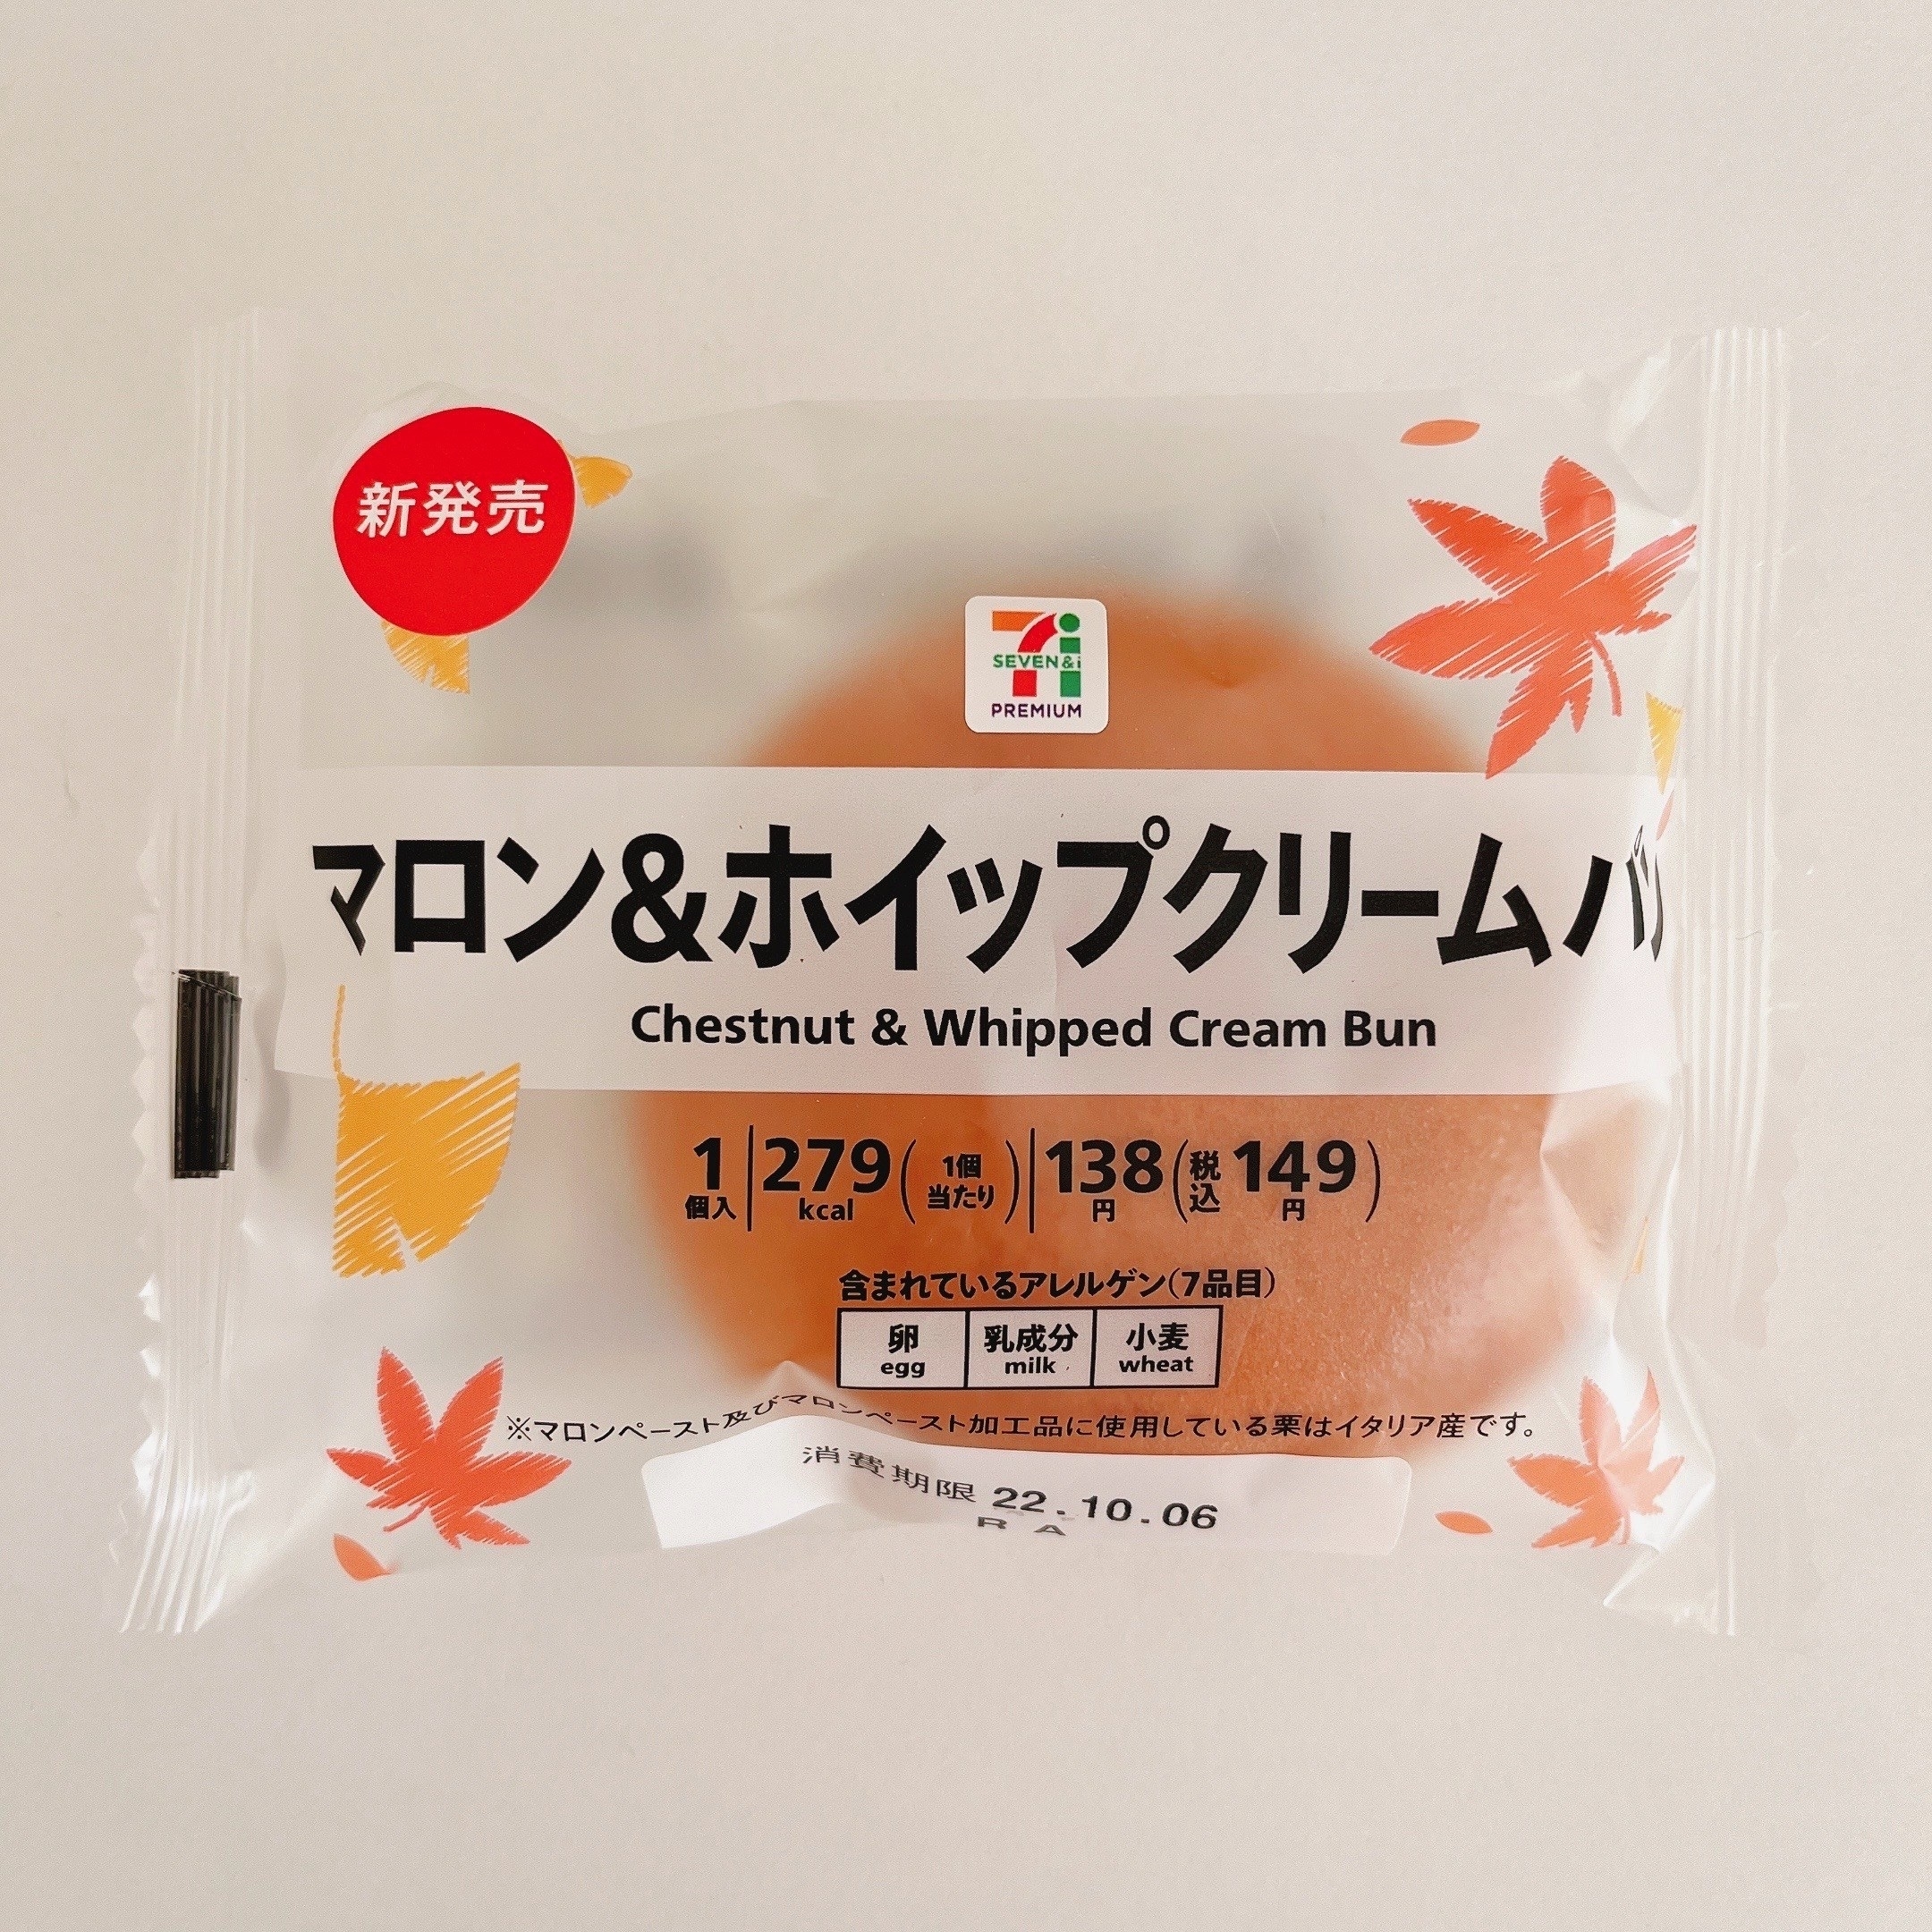 新発売
SEVEN&i
PREMIUM
マロン&ホイップクリームパン
Chestnut & Whipped Cream Bun
1個入 279kcal (1個当たり) 138円 (税込149円)
含まれているアレルゲン(7品目)
卵 乳成分 小麦
egg milk wheat
※マロンペースト及びマロンペースト加工品に使用している栗はイタリア産です。
消費期限 22.10.06
R A